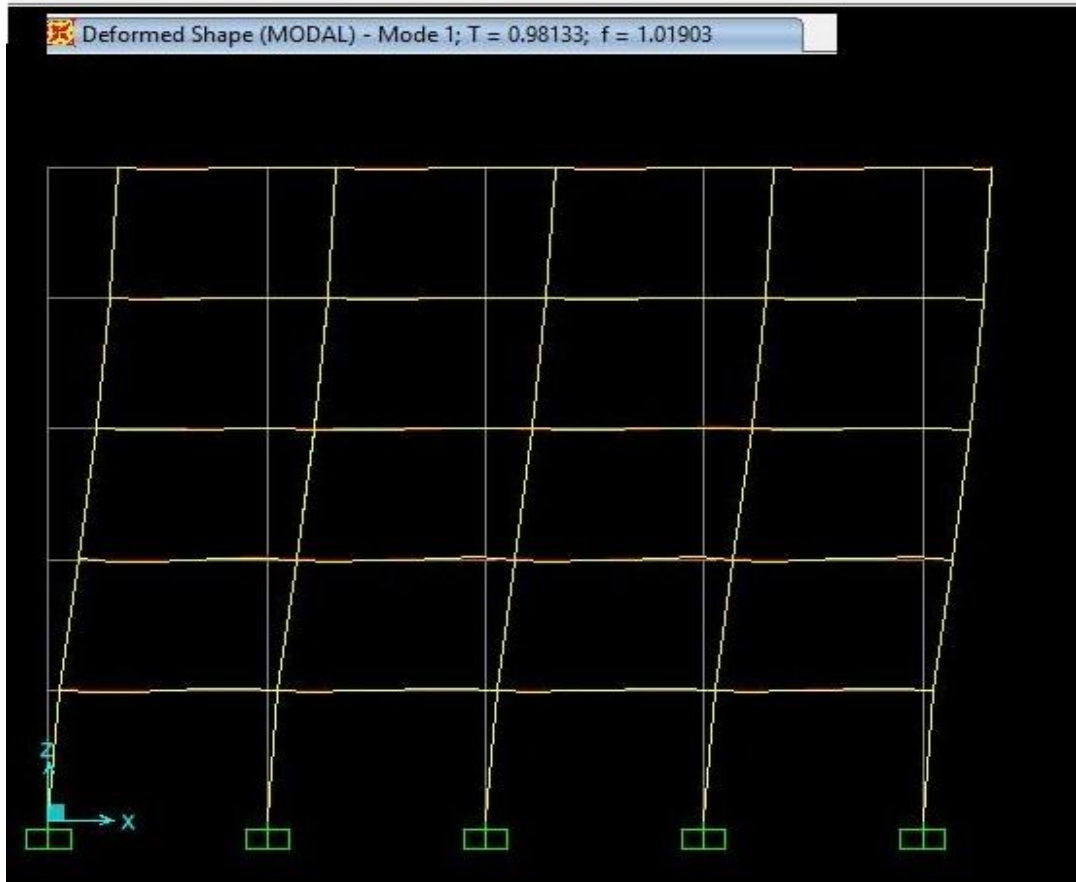 Deformed Shape (MODAL) - Mode 1; T = 0.98133; f = 1.01903
Z
X